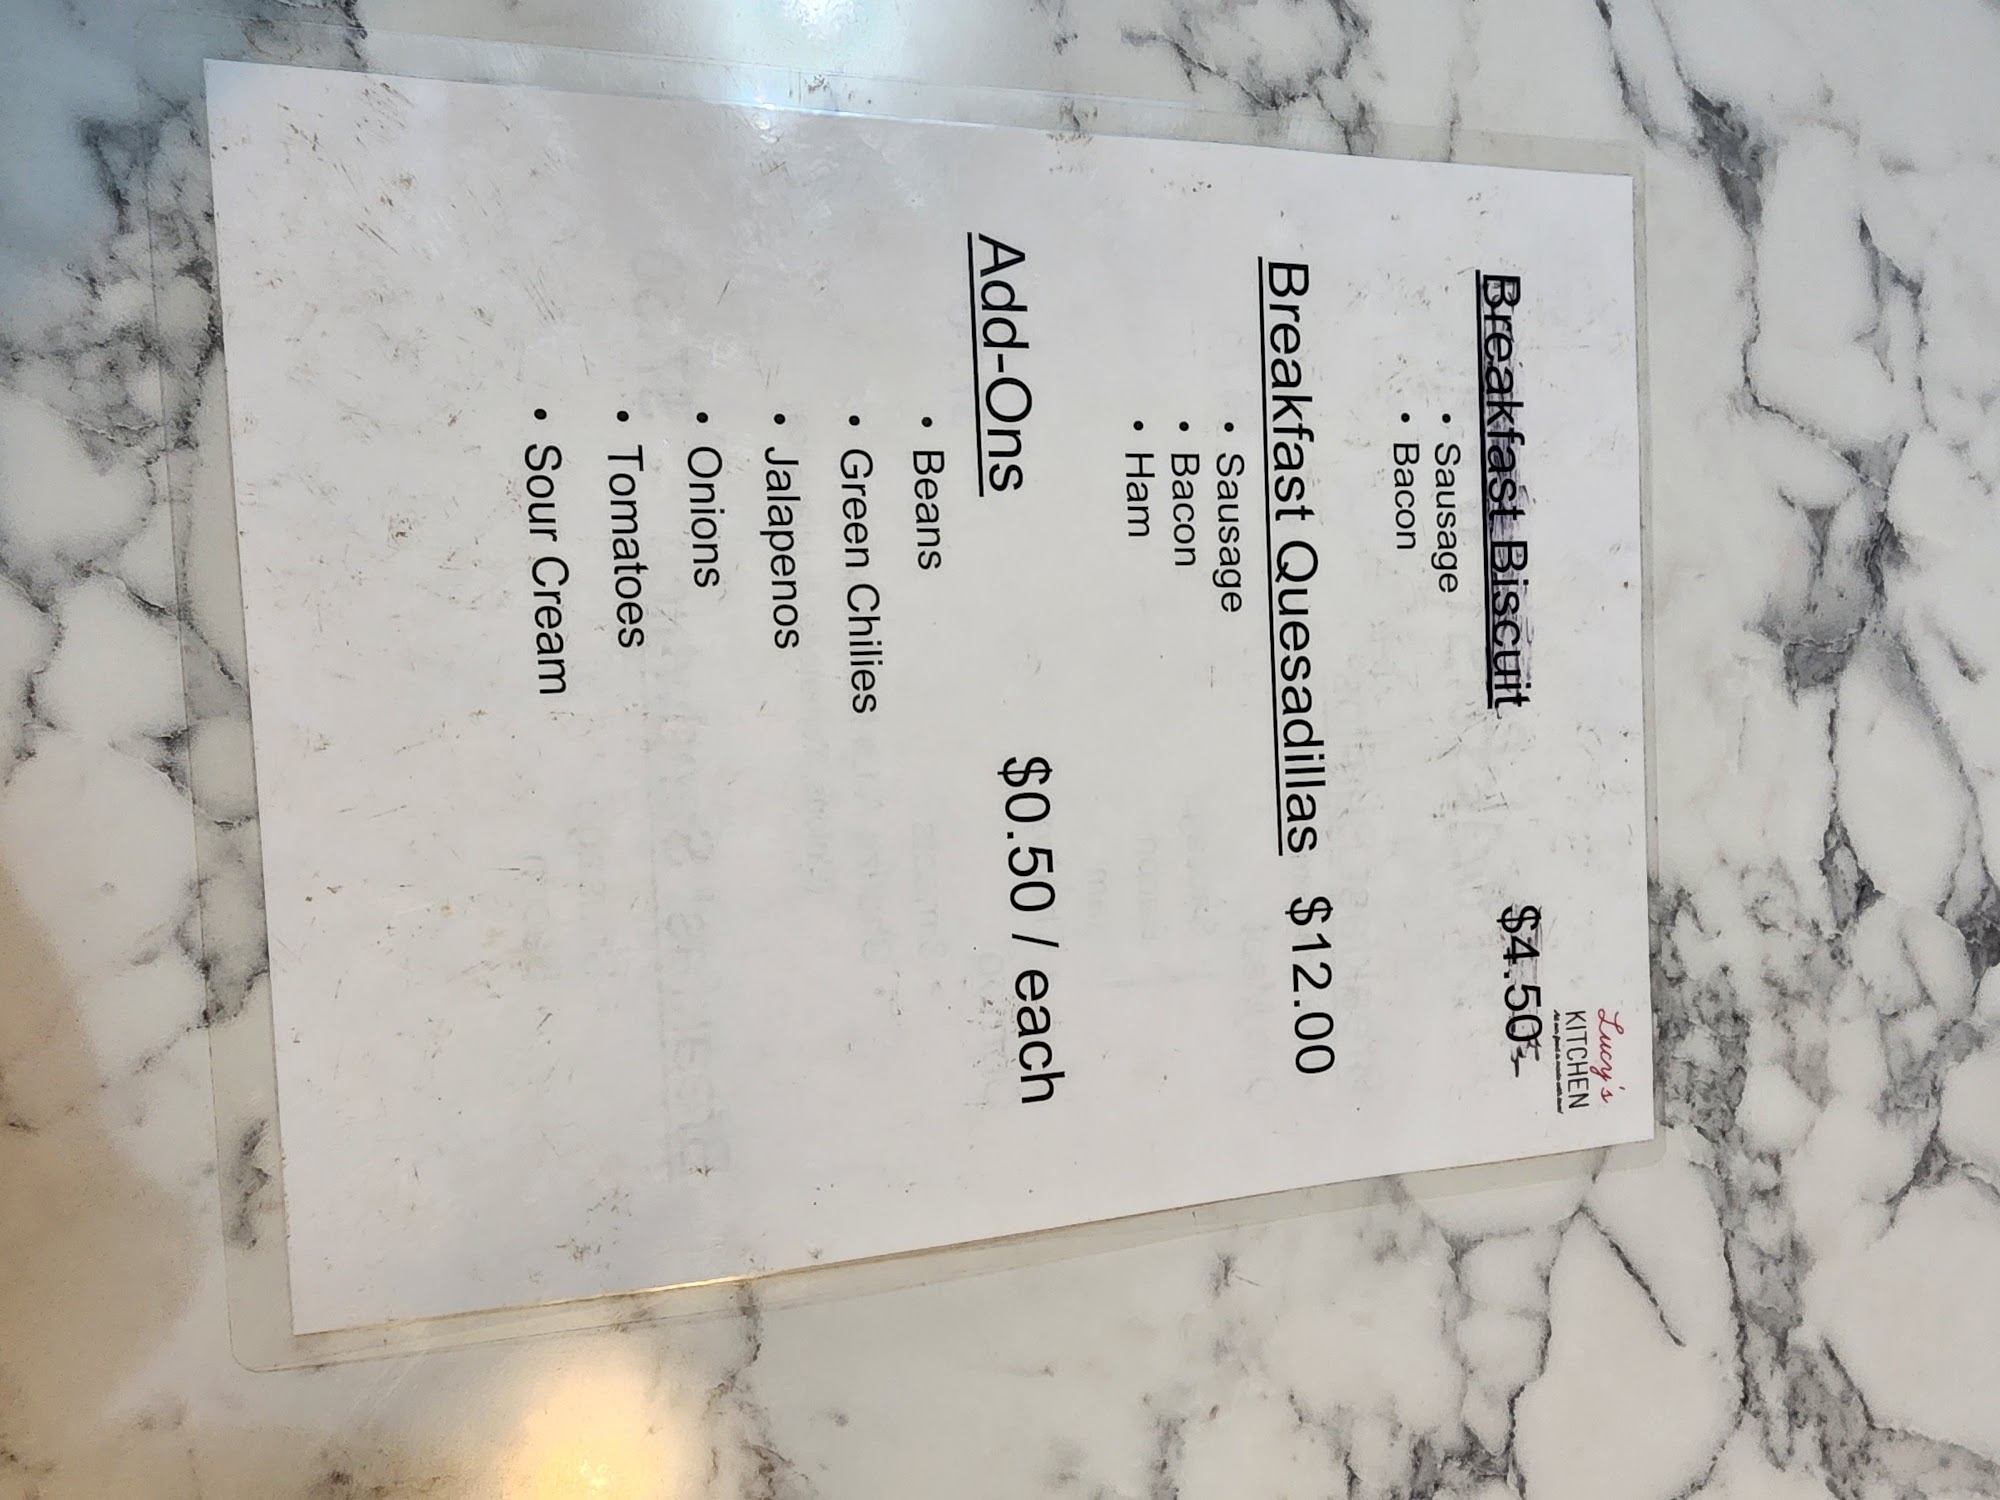 Lucy's
KITCHEN
Breakfast Biscuit $4.50
• Sausage
• Bacon
Breakfast Quesadillas $12.00
• Sausage
• Bacon
• Ham
Add-Ons $0.50 / each
• Beans
• Green Chilies
• Jalapenos
• Onions
• Tomatoes
• Sour Cream